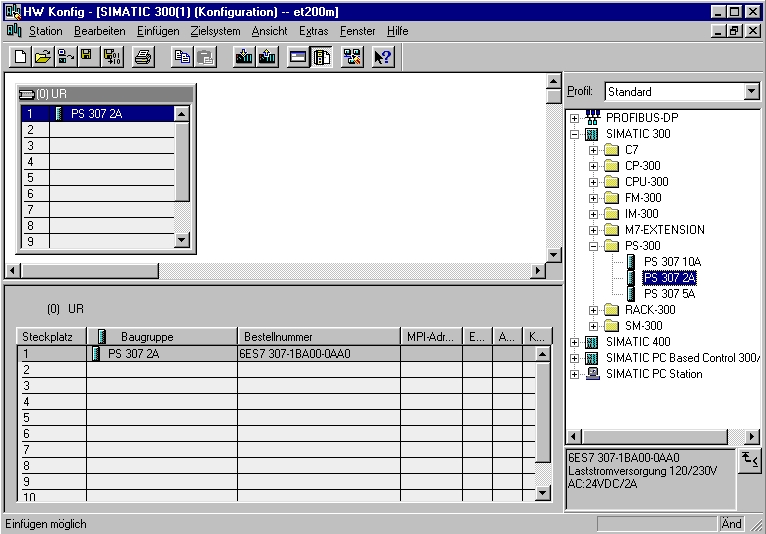 HW Konfig - [SIMATIC 300(1) (Konfiguration) -- et200m]
Station Bearbeiten Einfügen Zielsystem Ansicht Extras Fenster Hilfe
(0) UR
1 PS 307 2A
2
3
4
5
6
7
8
9
Profil: Standard
PROFIBUS-DP
SIMATIC 300
C7
CP-300
CPU-300
FM-300
IM-300
M7-EXTENSION
PS-300
PS 307 10A
PS 307 2A
PS 307 5A
RACK-300
SM-300
SIMATIC 400
SIMATIC PC Based Control 300/
SIMATIC PC Station
(0) UR
Steckplatz Baugruppe Bestellnummer MPI-Adr... E... A... K...
1 PS 307 2A 6ES7 307-1BA00-0AA0
2
3
4
5
6
7
8
9
10
6ES7 307-1BA00-0AA0
Laststromversorgung 120/230V
AC:24VDC/2A
Einfügen möglich Änd